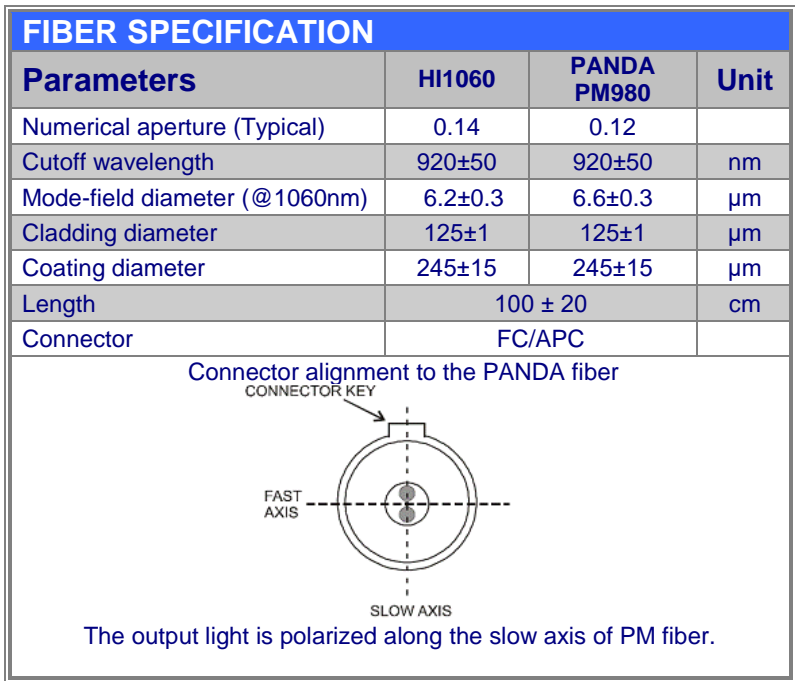 FIBER SPECIFICATION
Parameters HI1060 PANDA PM980 Unit
Numerical aperture (Typical) 0.14 0.12
Cutoff wavelength 920±50 920±50 nm
Mode-field diameter (@1060nm) 6.2±0.3 6.6±0.3 µm
Cladding diameter 125±1 125±1 µm
Coating diameter 245±15 245±15 µm
Length 100 ± 20 cm
Connector FC/APC
Connector alignment to the PANDA fiber
CONNECTOR KEY
FAST
AXIS
SLOW AXIS
The output light is polarized along the slow axis of PM fiber.